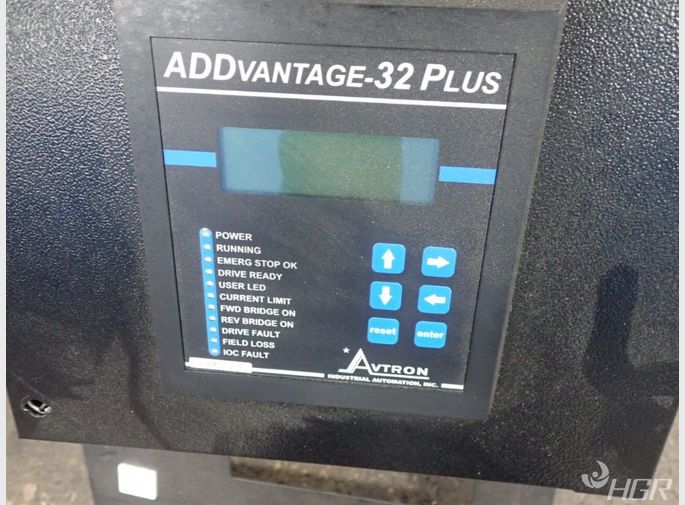 ADDVANTAGE-32 PLUS
POWER
RUNNING
EMERG STOP OK
DRIVE READY
USER LED
CURRENT LIMIT
FWD BRIDGE ON
REV BRIDGE ON
DRIVE FAULT
FIELD LOSS
IOC FAULT
reset
enter
AVTRON
INDUSTRIAL AUTOMATION, INC.
HGR